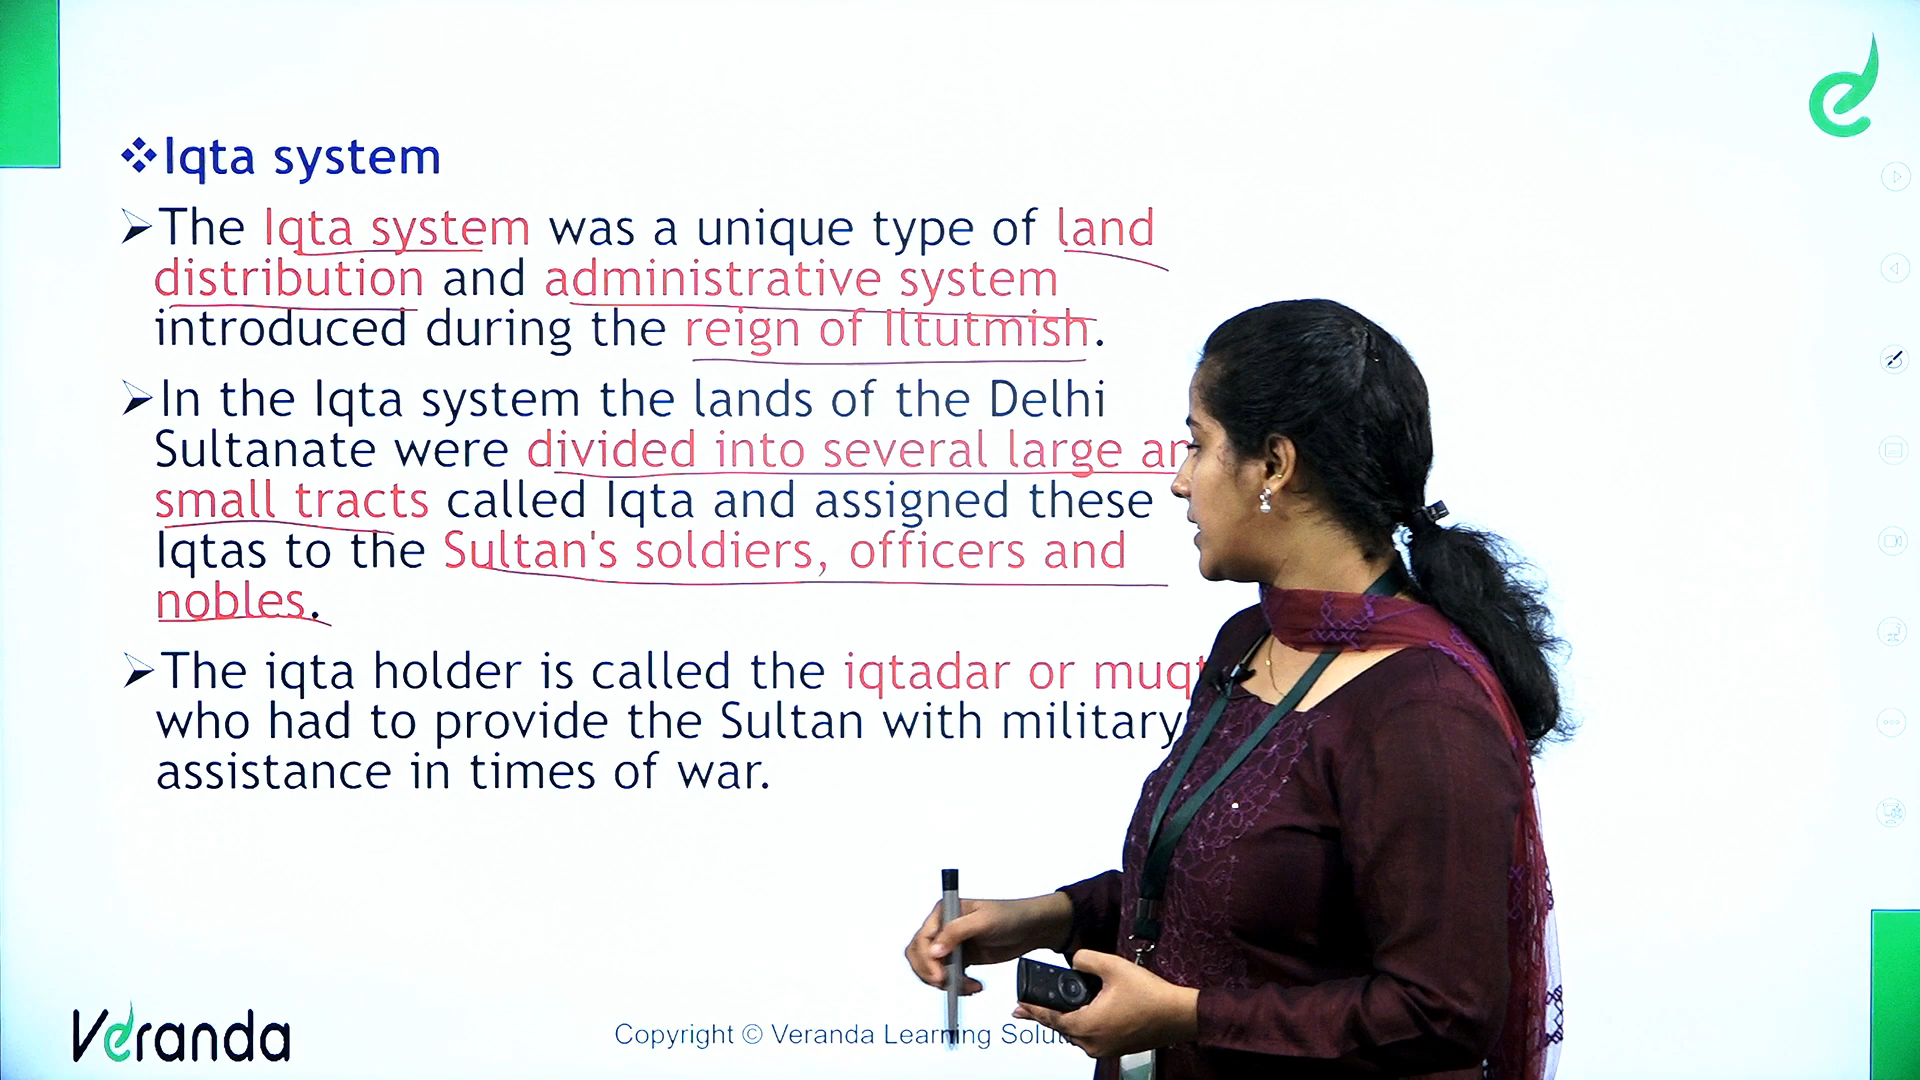 ❖Iqta system
➢The Iqta system was a unique type of land
distribution and administrative system
introduced during the reign of Iltutmish.
➢In the Iqta system the lands of the Delhi
Sultanate were divided into several large
small tracts called Iqta and assigned these
Iqtas to the Sultan's soldiers, officers and
nobles.
➢The iqta holder is called the iqtadar or
who had to provide the Sultan with military
assistance in times of war.
Veranda
Copyright © Veranda Learning